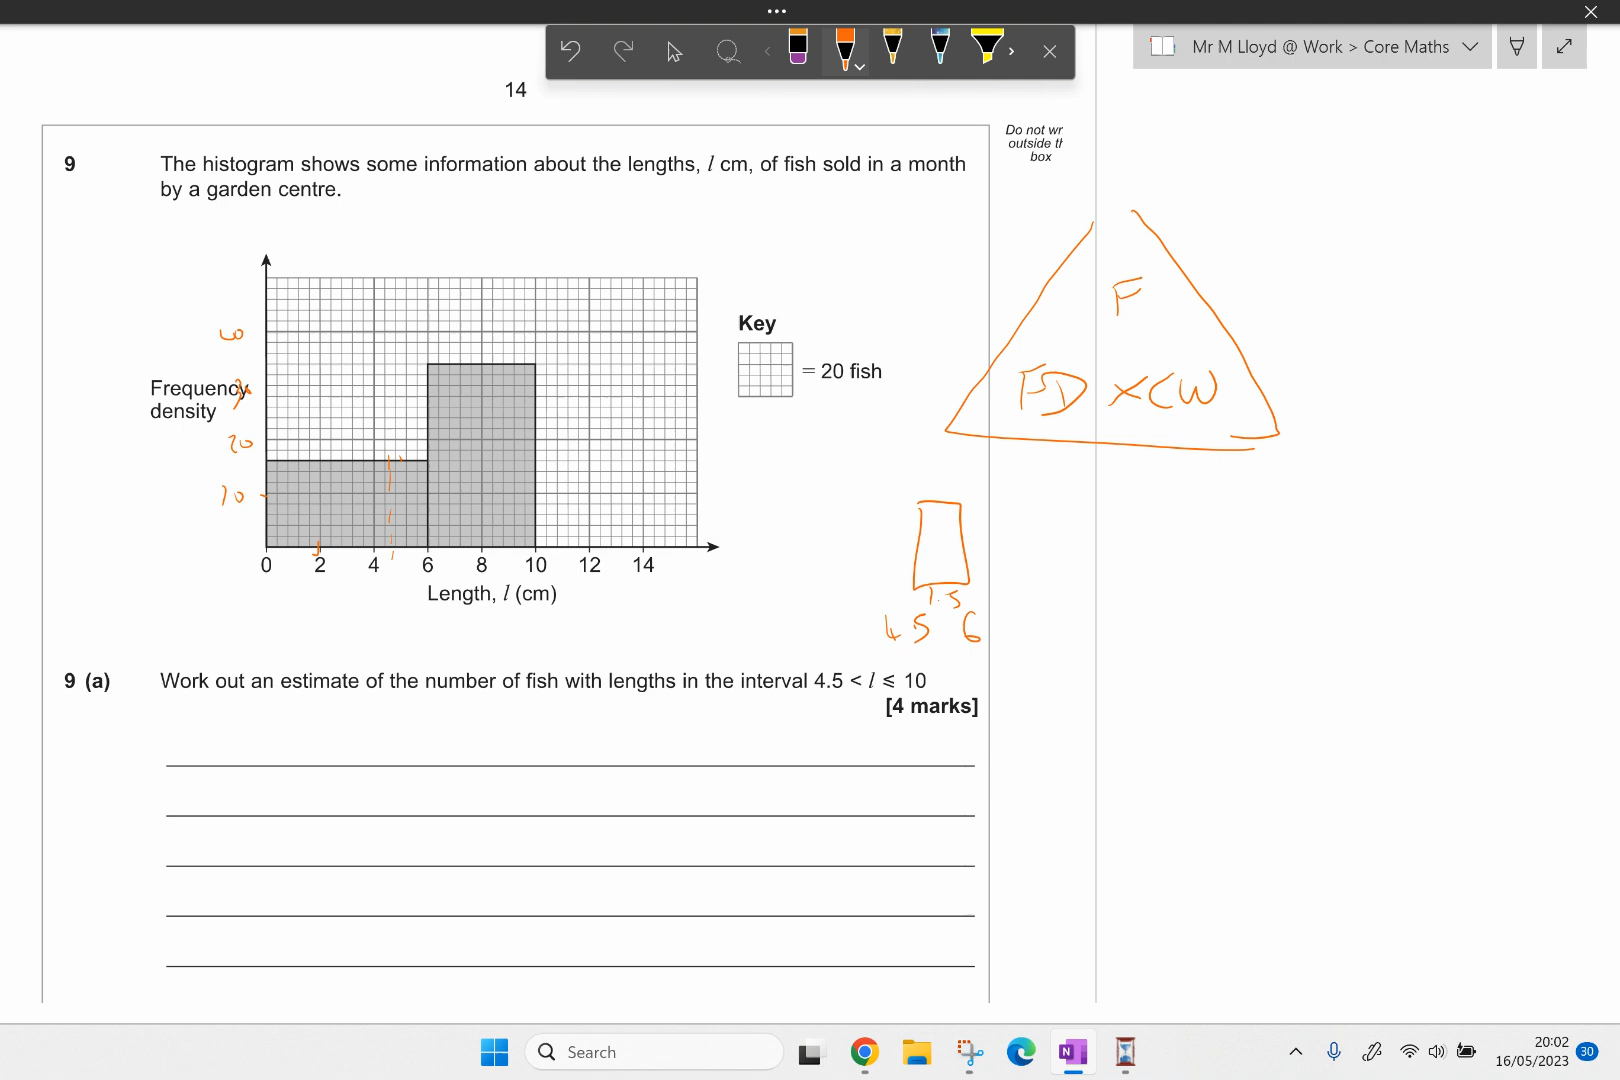 Mr M Lloyd @ Work > Core Maths
14
Do not wr
outside th
box
9
The histogram shows some information about the lengths, l cm, of fish sold in a month
by a garden centre.
F
FD × CW
Key
= 20 fish
Frequency
density
20
10
0 2 4 6 8 10 12 14
Length, l (cm)
1.5
4.5 6
9 (a)
Work out an estimate of the number of fish with lengths in the interval 4.5 < l ⩽ 10
[4 marks]
Search
20:02
16/05/2023
30